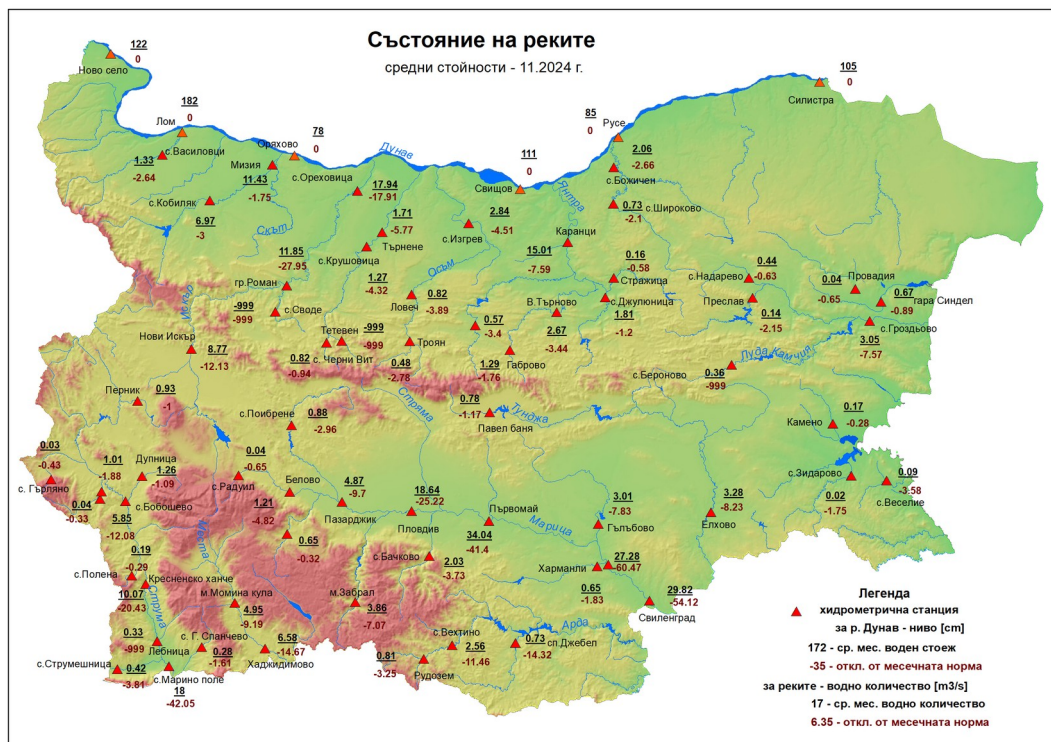 Състояние на реките
средни стойности - 11.2024 г.
122
0
Ново село
105
0
Силистра
182
0
Лом
85
0
Русе
78
0
Оряхово
Дунав
111
0
Свищов
1.33
-2.64
с.Василовци
Мизия
11.43
-1.75
с.Ореховица
17.94
-17.91
2.06
-2.66
с.Божичен
Янтра
с.Кобиляк
6.97
-3
1.71
-5.77
Търнене
2.84
-4.51
с.Изгрев
0.73
-2.1
с.Широково
Скът
с.Крушовица
11.85
-27.95
гр.Роман
1.27
-4.32
Ловеч
Осъм
0.82
-3.89
15.01
-7.59
Каранци
0.16
-0.58
Стражица
с.Надарево
0.44
-0.63
Преслав
0.04
-0.65
Провадия
0.67
-0.89
гара Синдел
Искър
-999
-999
с.Своде
В.Търново
с.Джулюница
1.81
-1.2
0.14
-2.15
с.Гроздьово
3.05
-7.57
Нови Искър
8.77
-12.13
Тетевен
-999
-999
0.82
-0.94
с. Черни Вит
Троян
0.48
-2.78
0.57
-3.4
2.67
-3.44
1.29
-1.76
Габрово
Луда Камчия
с.Бероново
0.36
-999
Перник
0.93
-1
с.Поибрене
0.88
-2.96
Стряма
0.78
-1.17
Павел баня
Тунджа
0.17
-0.28
Камено
0.03
-0.43
с. Гърляно
1.01
-1.88
Дупница
1.26
-1.09
0.04
-0.65
с.Радуил
Белово
1.21
-4.82
4.87
-9.7
Пазарджик
18.64
-25.22
Пловдив
Първомай
34.04
-41.4
Марица
3.01
-7.83
Гълъбово
3.28
-8.23
Елхово
с.Зидарово
0.02
-1.75
0.09
-3.58
с.Веселие
0.04
-0.33
с.Бобошево
5.85
-12.08
Места
0.65
-0.32
0.19
-0.29
с.Полена
Кресненско ханче
10.07
-20.43
Струма
м.Момина кула
4.95
-9.19
м.Забрал
3.86
-7.07
с.Бачково
2.03
-3.73
Харманли
27.28
-60.47
0.65
-1.83
29.82
-54.12
Свиленград
0.33
-999
Лебница
с. Г. Спанчево
0.28
-1.61
6.58
-14.67
Хаджидимово
с.Вехтино
2.56
-11.46
Арда
0.73
-14.32
сп.Джебел
0.81
-3.25
Рудозем
с.Струмешница
0.42
-3.81
с.Марино поле
18
-42.05
Легенда
хидрометрична станция
за р. Дунав - ниво [cm]
172 - ср. мес. воден стоеж
-35 - откл. от месечната норма
за реките - водно количество [m3/s]
17 - ср. мес. водно количество
6.35 - откл. от месечната норма